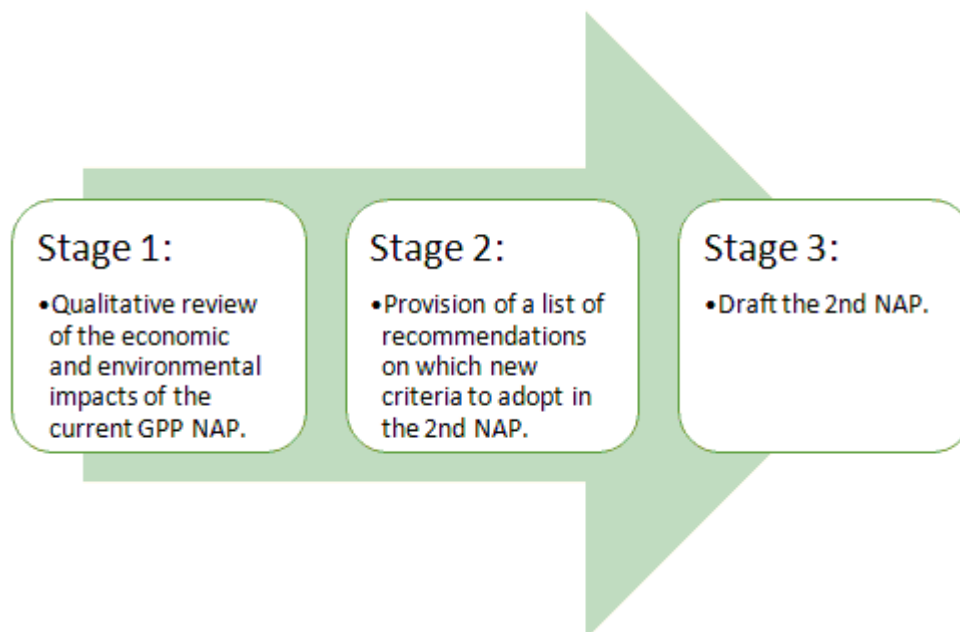 Stage 1:
•Qualitative review
of the economic
and environmental
impacts of the
current GPP NAP.
Stage 2:
•Provision of a list of
recommendations
on which new
criteria to adopt in
the 2nd NAP.
Stage 3:
•Draft the 2nd NAP.